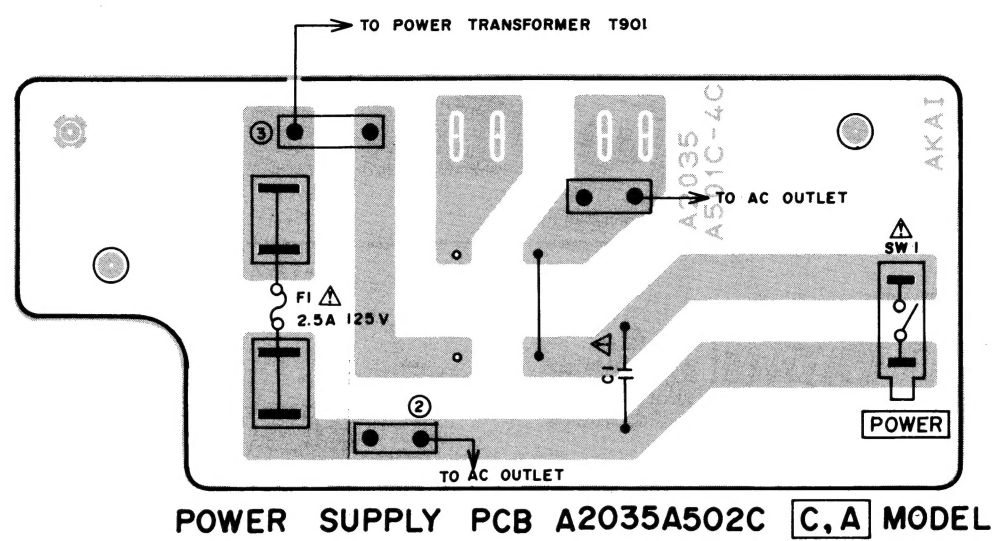 TO POWER TRANSFORMER T901
③
A2035
A501C-4C
AKAI
TO AC OUTLET
SW1
F1
2.5A 125V
C1
②
POWER
TO AC OUTLET
POWER SUPPLY PCB A2035A502C C, A MODEL